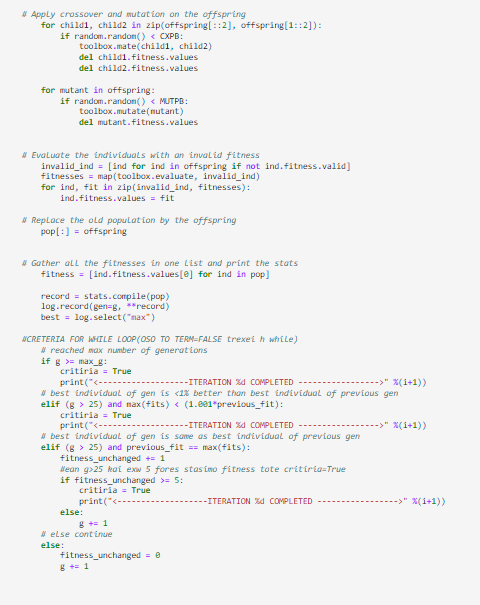 # Apply crossover and mutation on the offspring
for child1, child2 in zip(offspring[::2], offspring[1::2]):
if random.random() < CXPB:
toolbox.mate(child1, child2)
del child1.fitness.values
del child2.fitness.values
for mutant in offspring:
if random.random() < MUTPB:
toolbox.mutate(mutant)
del mutant.fitness.values
# Evaluate the individuals with an invalid fitness
invalid_ind = [ind for ind in offspring if not ind.fitness.valid]
fitnesses = map(toolbox.evaluate, invalid_ind)
for ind, fit in zip(invalid_ind, fitnesses):
ind.fitness.values = fit
# Replace the old population by the offspring
pop[:] = offspring
# Gather all the fitnesses in one list and print the stats
fitness = [ind.fitness.values[0] for ind in pop]
record = stats.compile(pop)
log.record(gen=g, **record)
best = log.select("max")
#CRETERIA FOR WHILE LOOP(OSO TO TERM=FALSE trexei h while)
# reached max number of generations
if g >= max_g:
critiria = True
print("<-------------------ITERATION %d COMPLETED ----------------->" %(i+1))
# best individual of gen is <1% better than best individual of previous gen
elif (g > 25) and max(fits) < (1.001*previous_fit):
critiria = True
print("<-------------------ITERATION %d COMPLETED ----------------->" %(i+1))
# best individual of gen is same as best individual of previous gen
elif (g > 25) and previous_fit == max(fits):
fitness_unchanged += 1
#ean g>25 kai exw 5 fores stasimo fitness tote critiria=True
if fitness_unchanged >= 5:
critiria = True
print("<-------------------ITERATION %d COMPLETED ----------------->" %(i+1))
else:
g += 1
# else continue
else:
fitness_unchanged = 0
g += 1